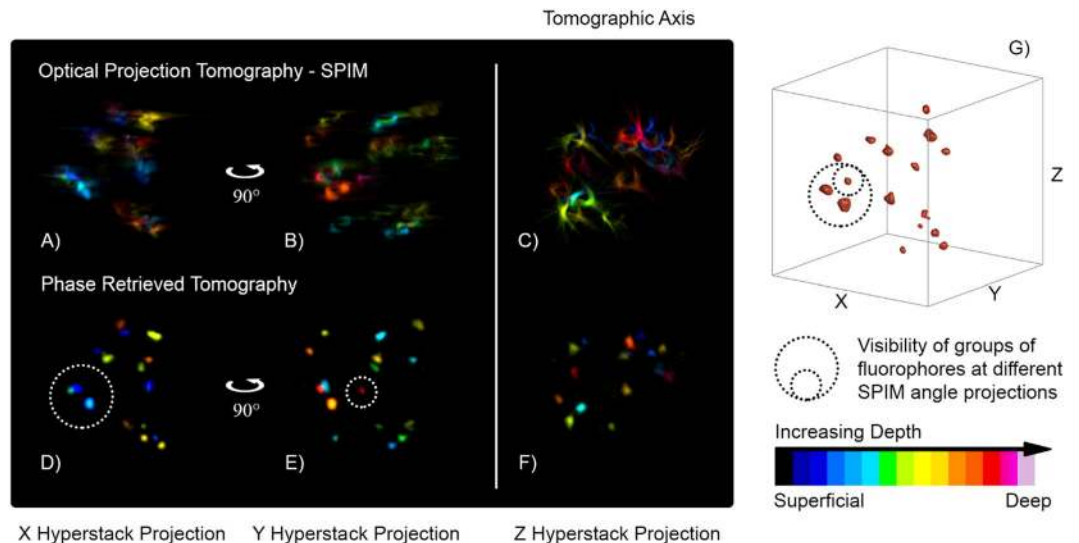 Tomographic Axis
Optical Projection Tomography - SPIM
90°
A)
B)
C)
Phase Retrieved Tomography
90°
D)
E)
F)
X Hyperstack Projection
Y Hyperstack Projection
Z Hyperstack Projection
G)
Z
X
Y
Visibility of groups of
fluorophores at different
SPIM angle projections
Increasing Depth
Superficial
Deep